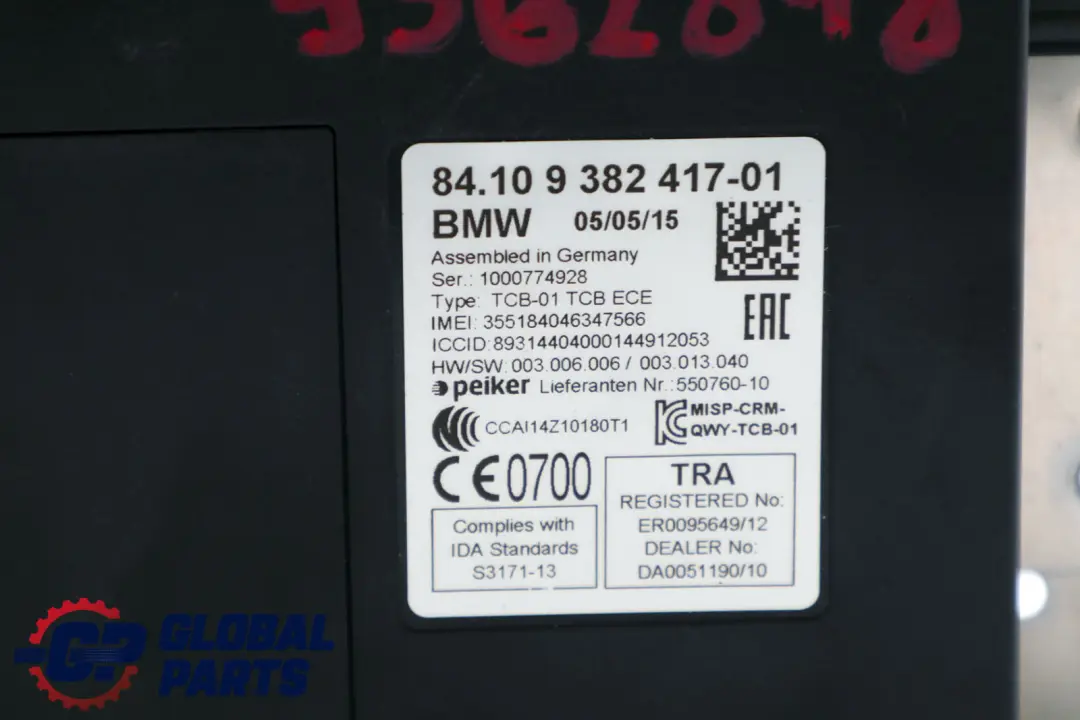 84.10 9 382 417-01
BMW 05/05/15
Assembled in Germany
Ser.: 1000774928
Type: TCB-01 TCB ECE
IMEI: 355184046347566
ICCID:89314404000144912053
HW/SW: 003.006.006 / 003.013.040
peiker Lieferanten Nr.:550760-10
CCAI14Z10180T1
MISP-CRM-
QWY-TCB-01
CE0700
EAC
Complies with
IDA Standards
S3171-13
TRA
REGISTERED No:
ER0095649/12
DEALER No:
DA0051190/10
GP GLOBAL
PARTS